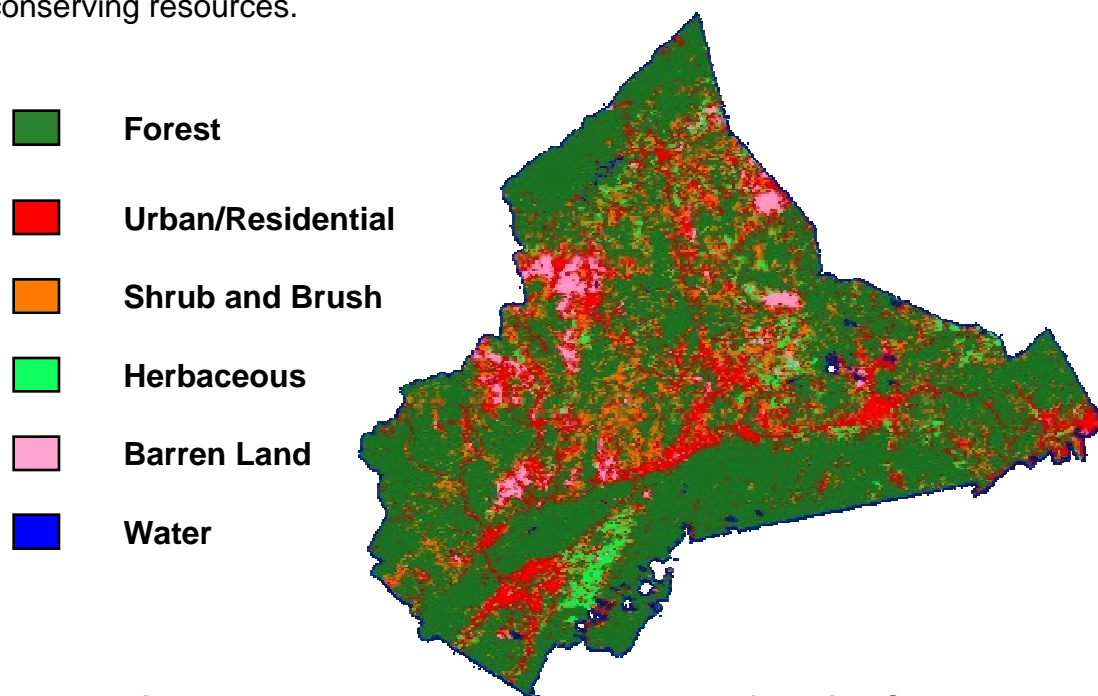 conserving resources.
Forest
Urban/Residential
Shrub and Brush
Herbaceous
Barren Land
Water